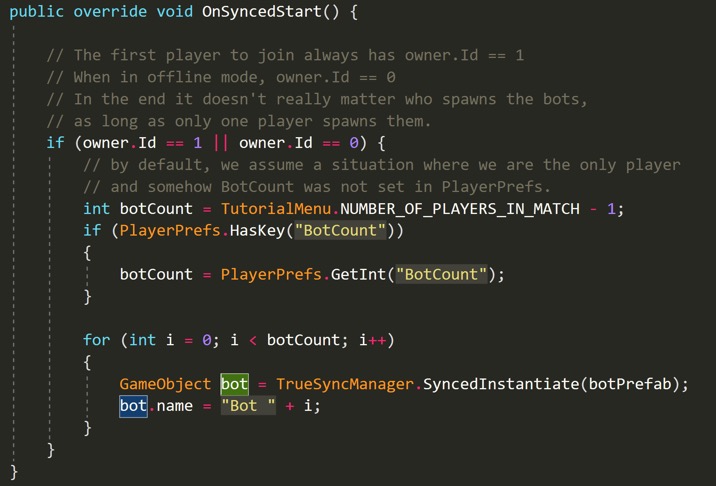 public override void OnSyncedStart() {
// The first player to join always has owner.Id == 1
// When in offline mode, owner.Id == 0
// In the end it doesn't really matter who spawns the bots,
// as long as only one player spawns them.
if (owner.Id == 1 || owner.Id == 0) {
// by default, we assume a situation where we are the only player
// and somehow BotCount was not set in PlayerPrefs.
int botCount = TutorialMenu.NUMBER_OF_PLAYERS_IN_MATCH - 1;
if (PlayerPrefs.HasKey("BotCount"))
{
botCount = PlayerPrefs.GetInt("BotCount");
}
for (int i = 0; i < botCount; i++)
{
GameObject bot = TrueSyncManager.SyncedInstantiate(botPrefab);
bot.name = "Bot " + i;
}
}
}